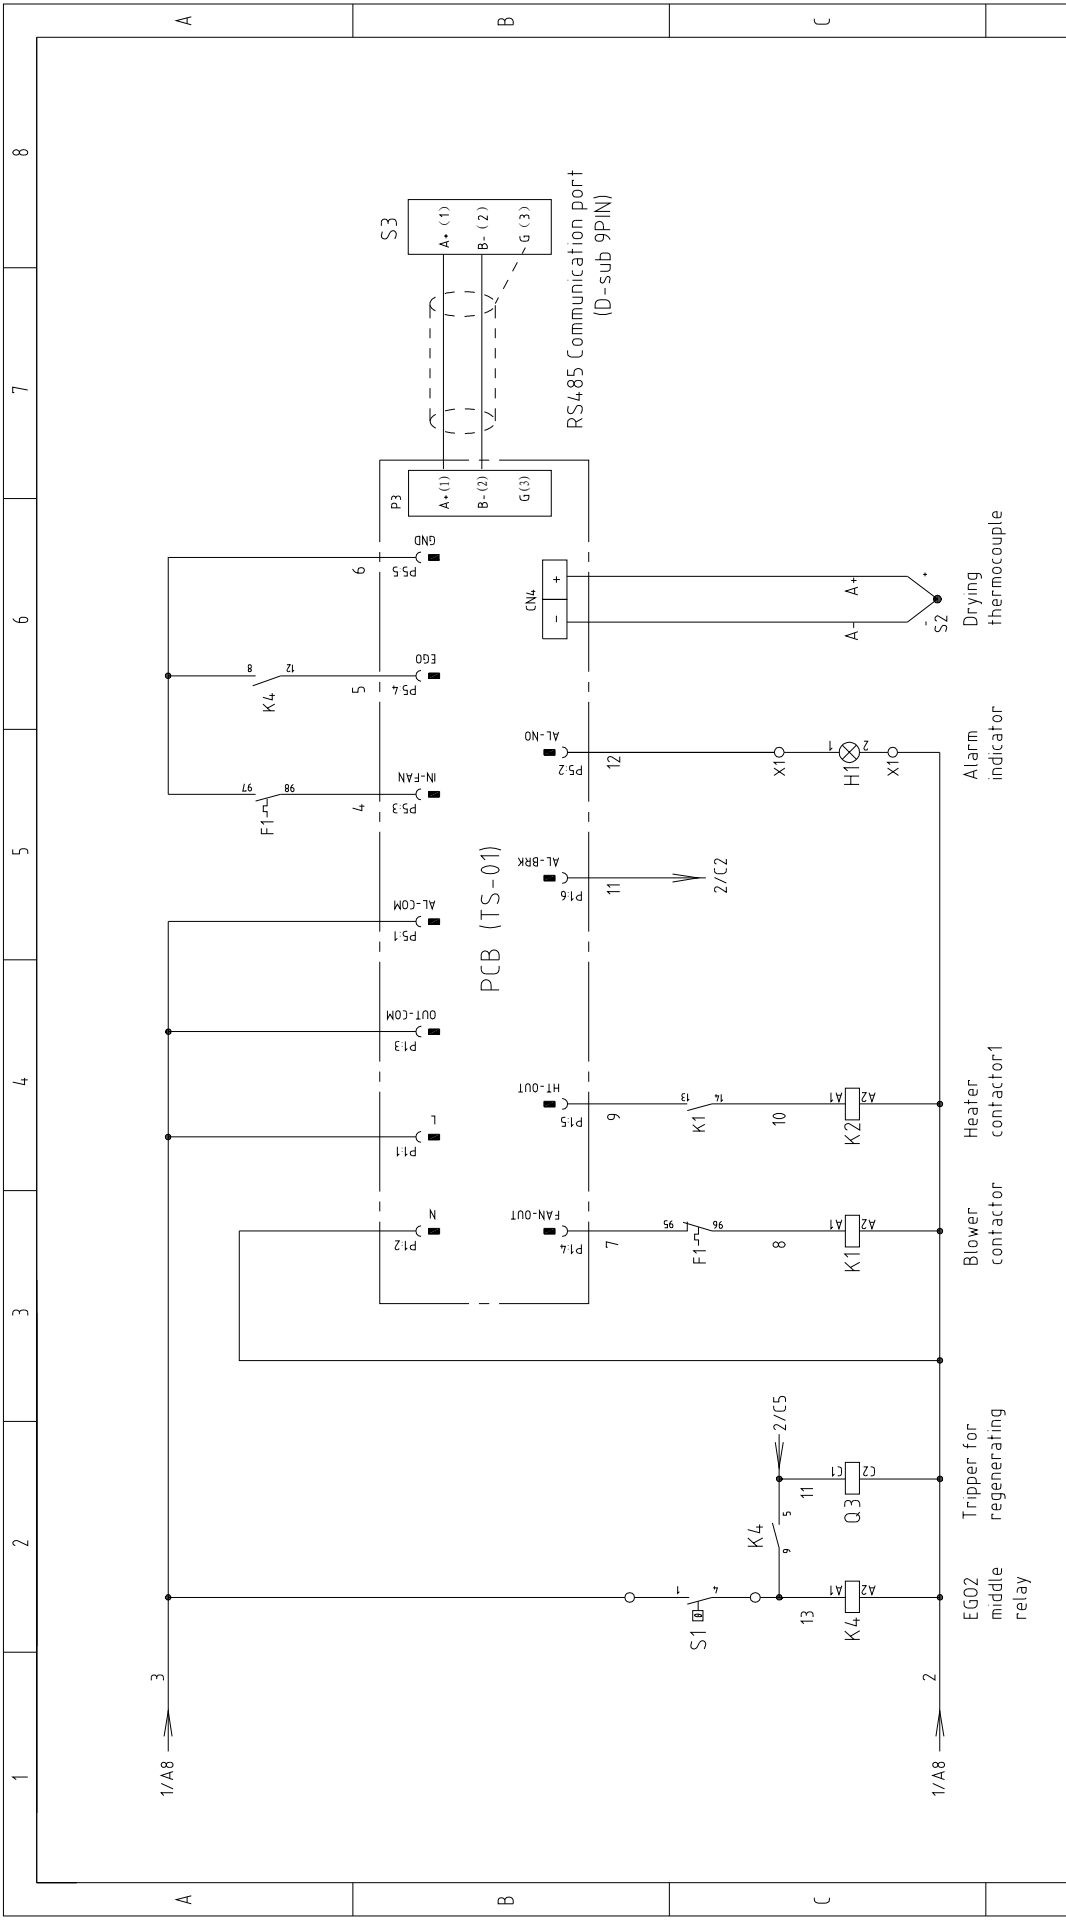 1
2
3
4
5
6
7
8
A
A
B
B
C
C
1/A8
3
1/A8
2
S1
1
4
13
K4
A1
A2
EGO2
middle
relay
K4
9
5
2/C5
11
Q3
C1
C2
Tripper for
regenerating
PCB (TS-01)
P1:2
N
P1:1
L
P1:3
OUT-COM
P5:1
AL-COM
F1
97
98
4
P5:3
IN-FAN
K4
8
12
5
P5:4
EGO
6
P5:5
GND
P1:4
FAN-OUT
7
F1
95
96
8
K1
A1
A2
Blower
contactor
P1:5
HT-OUT
9
K1
13
14
10
K2
A1
A2
Heater
contactor1
P1:6
AL-BRK
11
2/C2
P5:2
AL-NO
12
X1
H1
1
2
X1
Alarm
indicator
CN4
-
+
A-
A+
-
+
S2
Drying
thermocouple
P3
A+(1)
B-(2)
G(3)
S3
A+(1)
B-(2)
G(3)
RS485 Communication port
(D-sub 9PIN)